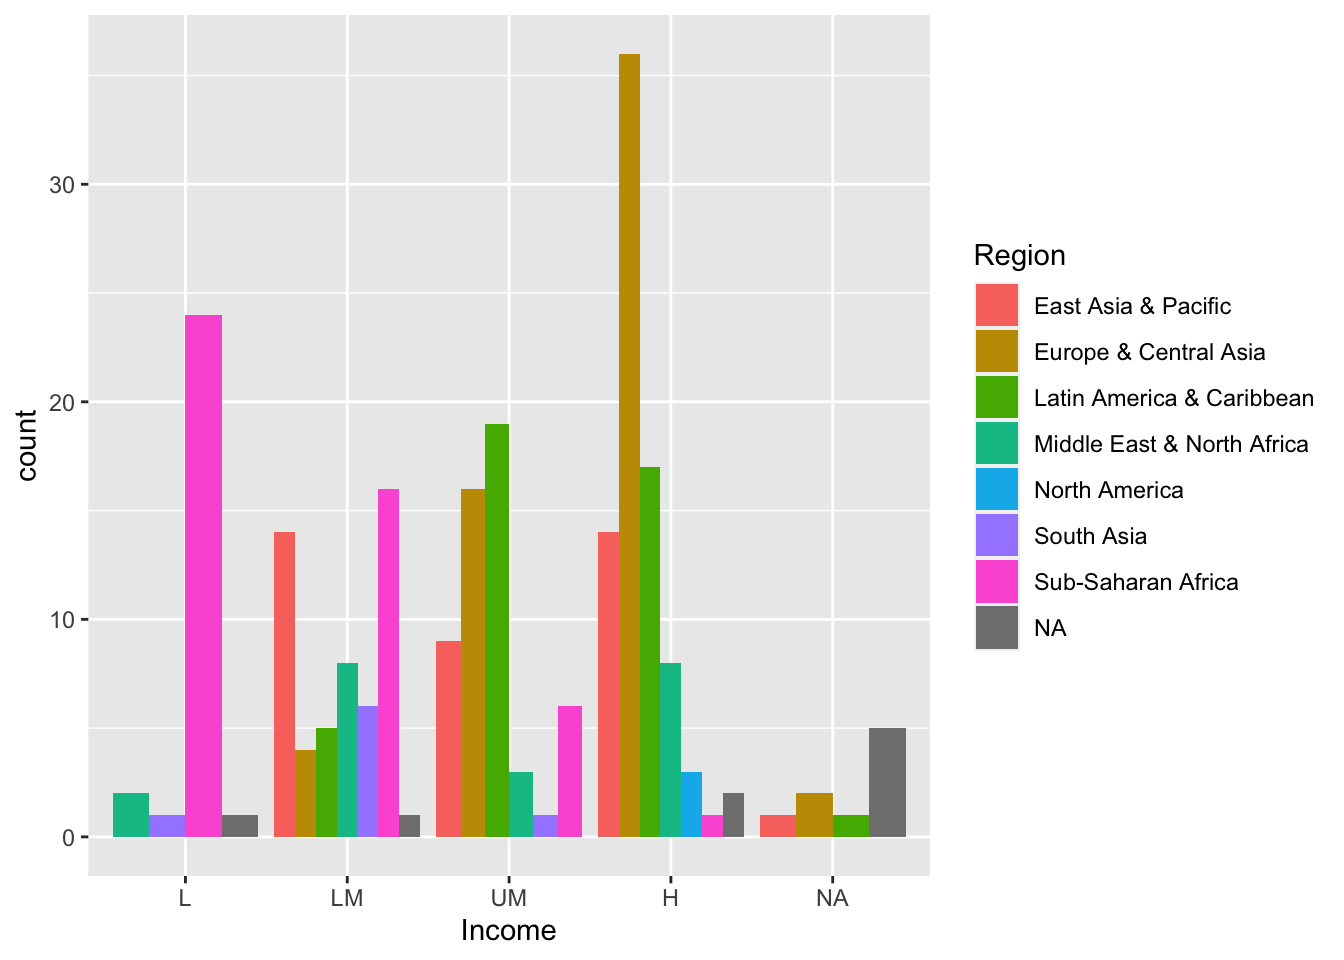 30
20
10
0
count
L LM UM H NA
Income
Region
East Asia & Pacific
Europe & Central Asia
Latin America & Caribbean
Middle East & North Africa
North America
South Asia
Sub-Saharan Africa
NA